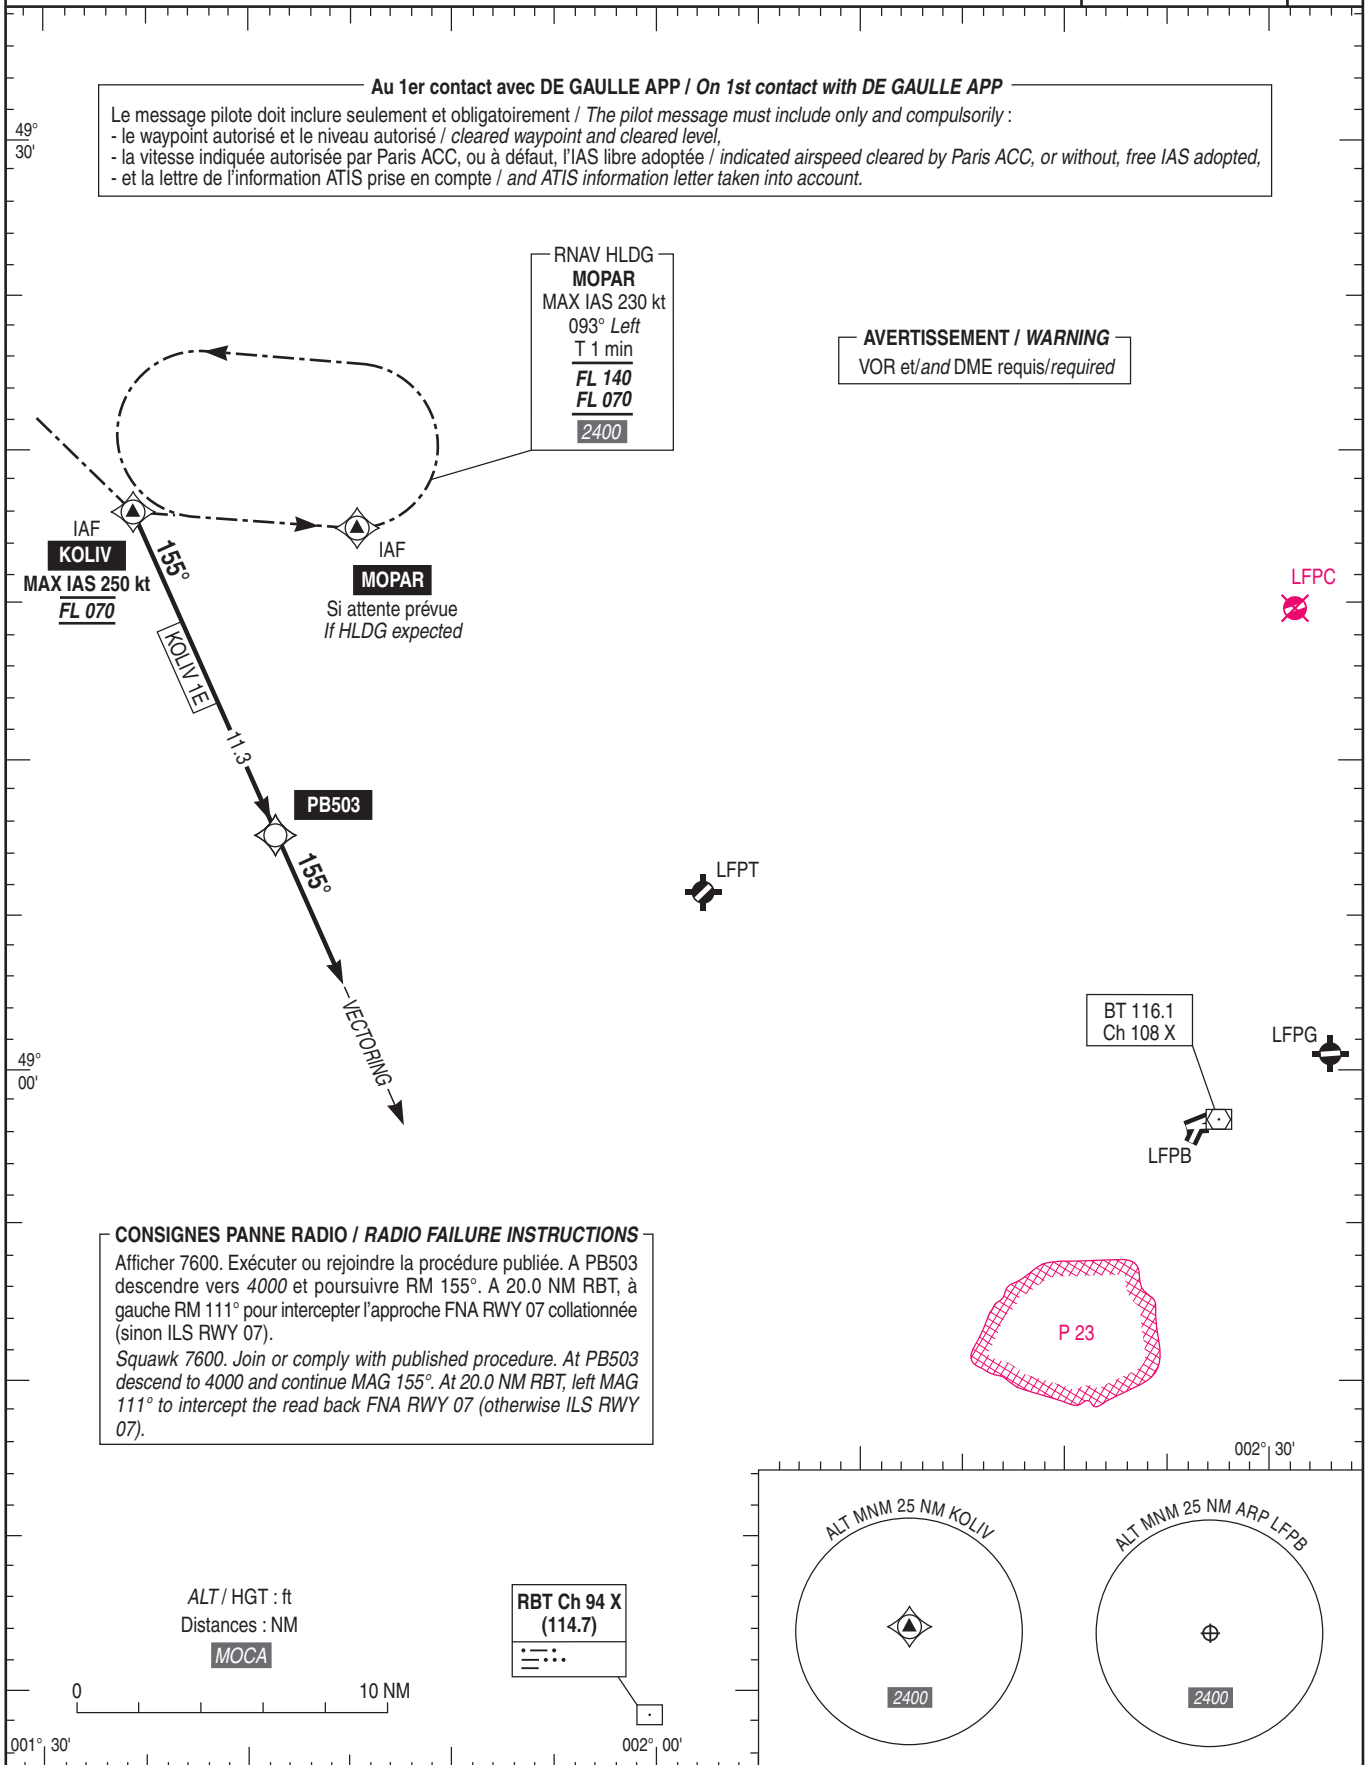 Au 1er contact avec DE GAULLE APP / On 1st contact with DE GAULLE APP
Le message pilote doit inclure seulement et obligatoirement / The pilot message must include only and compulsorily :
- le waypoint autorisé et le niveau autorisé / cleared waypoint and cleared level,
- la vitesse indiquée autorisée par Paris ACC, ou à défaut, l'IAS libre adoptée / indicated airspeed cleared by Paris ACC, or without, free IAS adopted,
- et la lettre de l'information ATIS prise en compte / and ATIS information letter taken into account.
49°
30'
RNAV HLDG
MOPAR
MAX IAS 230 kt
093° Left
T 1 min
FL 140
FL 070
2400
AVERTISSEMENT / WARNING
VOR et/and DME requis/required
IAF
KOLIV
MAX IAS 250 kt
FL 070
155°
IAF
MOPAR
Si attente prévue
If HLDG expected
LFPC
KOLIV 1E
11.3
PB503
155°
LFPT
VECTORING
BT 116.1
Ch 108 X
LFPG
49°
00'
LFPB
CONSIGNES PANNE RADIO / RADIO FAILURE INSTRUCTIONS
Afficher 7600. Exécuter ou rejoindre la procédure publiée. A PB503
descendre vers 4000 et poursuivre RM 155°. A 20.0 NM RBT, à
gauche RM 111° pour intercepter l'approche FNA RWY 07 collationnée
(sinon ILS RWY 07).
Squawk 7600. Join or comply with published procedure. At PB503
descend to 4000 and continue MAG 155°. At 20.0 NM RBT, left MAG
111° to intercept the read back FNA RWY 07 (otherwise ILS RWY
07).
P 23
002° 30'
ALT MNM 25 NM KOLIV
2400
ALT MNM 25 NM ARP LFPB
2400
ALT / HGT : ft
Distances : NM
MOCA
0 10 NM
RBT Ch 94 X
(114.7)
001° 30'
002° 00'